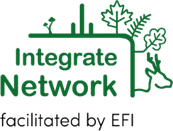 Integrate
Network
facilitated by EFI